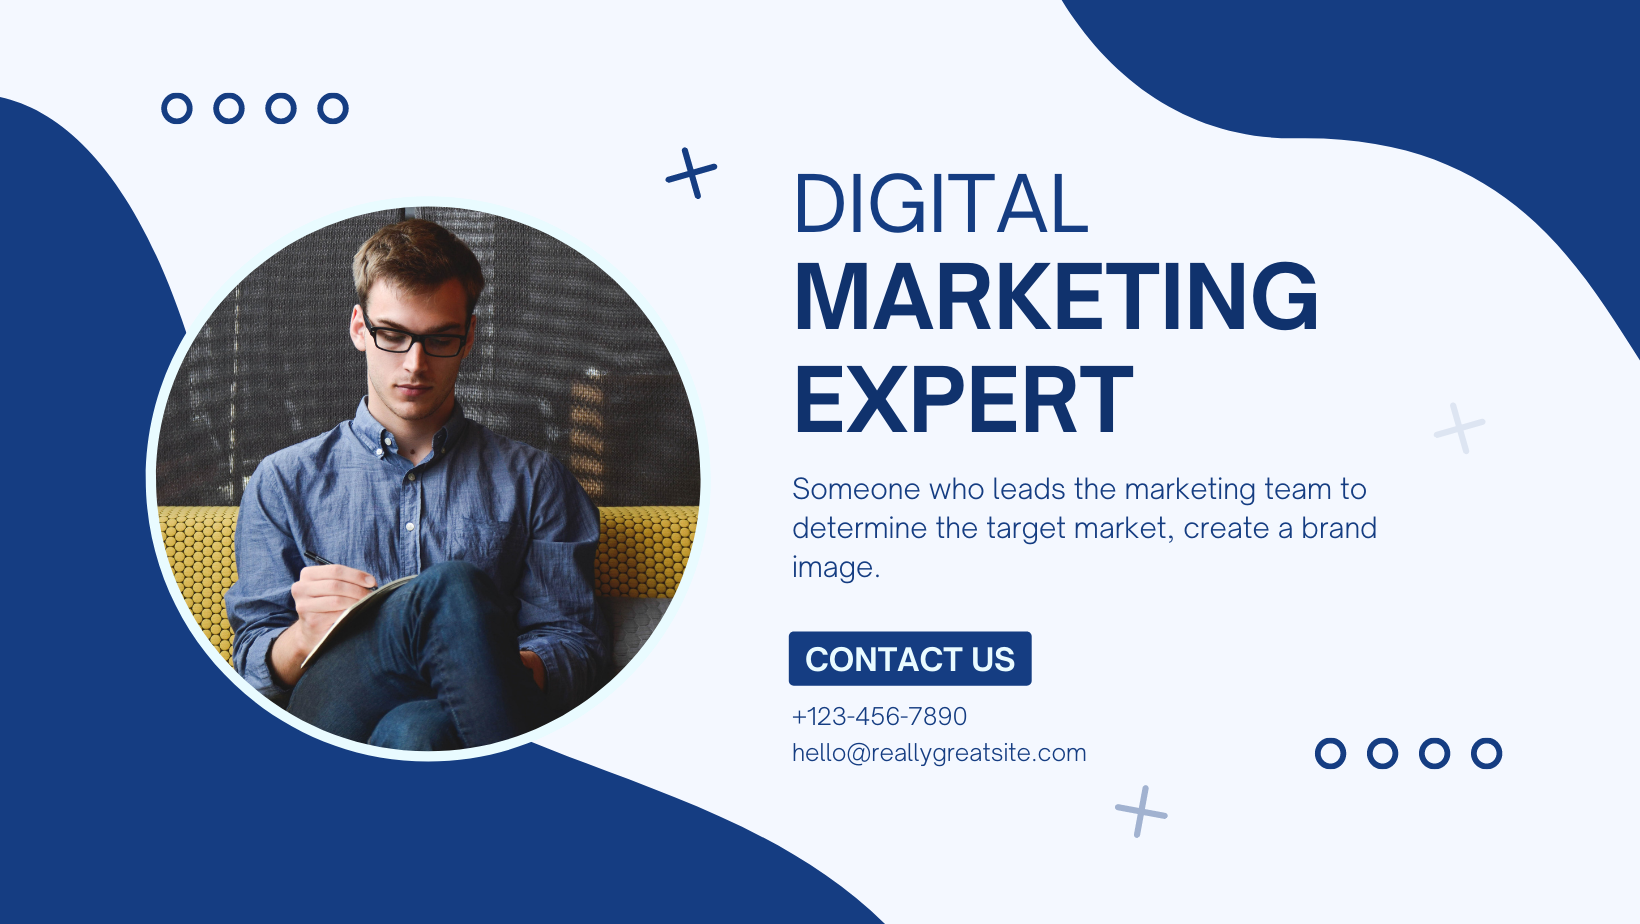 DIGITAL
MARKETING
EXPERT
Someone who leads the marketing team to
determine the target market, create a brand
image.
CONTACT US
+123-456-7890
hello@reallygreatsite.com